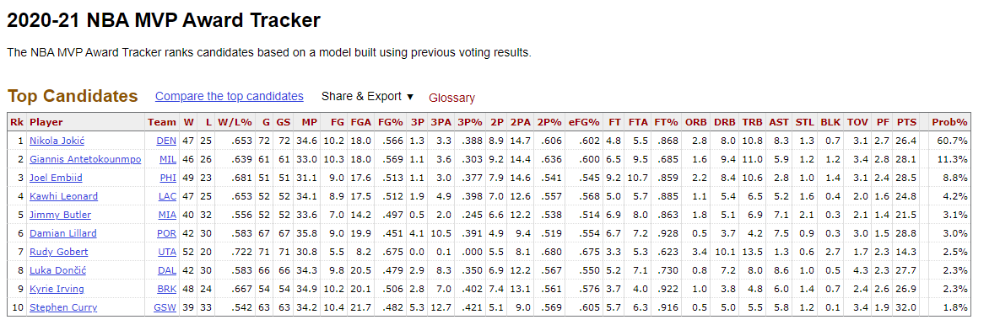 2020-21 NBA MVP Award Tracker
The NBA MVP Award Tracker ranks candidates based on a model built using previous voting results.
Top Candidates Compare the top candidates Share & Export ▼ Glossary
Rk Player Team W L W/L% G GS MP FG FGA FG% 3P 3PA 3P% 2P 2PA 2P% eFG% FT FTA FT% ORB DRB TRB AST STL BLK TOV PF PTS Prob%
1 Nikola Jokić DEN 47 25 .653 72 72 34.6 10.2 18.0 .566 1.3 3.3 .388 8.9 14.7 .606 .602 4.8 5.5 .868 2.8 8.0 10.8 8.3 1.3 0.7 3.1 2.7 26.4 60.7%
2 Giannis Antetokounmpo MIL 46 26 .639 61 61 33.0 10.3 18.0 .569 1.1 3.6 .303 9.2 14.4 .636 .600 6.5 9.5 .685 1.6 9.4 11.0 5.9 1.2 1.2 3.4 2.8 28.1 11.3%
3 Joel Embiid PHI 49 23 .681 51 51 31.1 9.0 17.6 .513 1.1 3.0 .377 7.9 14.6 .541 .545 9.2 10.7 .859 2.2 8.4 10.6 2.8 1.0 1.4 3.1 2.4 28.5 8.8%
4 Kawhi Leonard LAC 47 25 .653 52 52 34.1 8.9 17.5 .512 1.9 4.9 .398 7.0 12.6 .557 .568 5.0 5.7 .885 1.1 5.4 6.5 5.2 1.6 0.4 2.0 1.6 24.8 4.2%
5 Jimmy Butler MIA 40 32 .556 52 52 33.6 7.0 14.2 .497 0.5 2.0 .245 6.6 12.2 .538 .514 6.9 8.0 .863 1.8 5.1 6.9 7.1 2.1 0.3 2.1 1.4 21.5 3.1%
6 Damian Lillard POR 42 30 .583 67 67 35.8 9.0 19.9 .451 4.1 10.5 .391 4.9 9.4 .519 .554 6.7 7.2 .928 0.5 3.7 4.2 7.5 0.9 0.3 3.0 1.5 28.8 3.0%
7 Rudy Gobert UTA 52 20 .722 71 71 30.8 5.5 8.2 .675 0.0 0.1 .000 5.5 8.1 .680 .675 3.3 5.3 .623 3.4 10.1 13.5 1.3 0.6 2.7 1.7 2.3 14.3 2.5%
8 Luka Dončić DAL 42 30 .583 66 66 34.3 9.8 20.5 .479 2.9 8.3 .350 6.9 12.2 .567 .550 5.2 7.1 .730 0.8 7.2 8.0 8.6 1.0 0.5 4.3 2.3 27.7 2.3%
9 Kyrie Irving BRK 48 24 .667 54 54 34.9 10.2 20.1 .506 2.8 7.0 .402 7.4 13.1 .561 .576 3.7 4.0 .922 1.0 3.8 4.8 6.0 1.4 0.7 2.4 2.6 26.9 2.3%
10 Stephen Curry GSW 39 33 .542 63 63 34.2 10.4 21.7 .482 5.3 12.7 .421 5.1 9.0 .569 .605 5.7 6.3 .916 0.5 5.0 5.5 5.8 1.2 0.1 3.4 1.9 32.0 1.8%